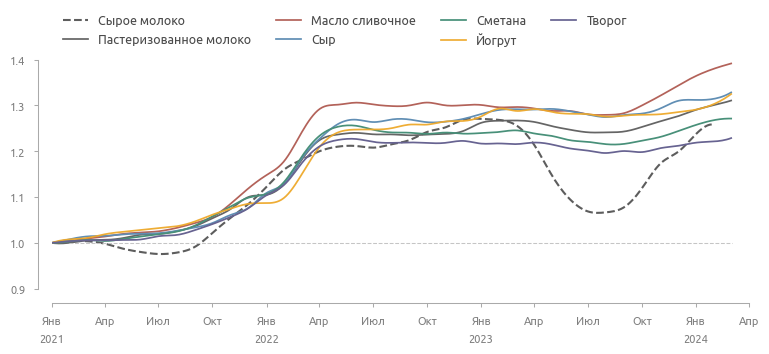 Сырое молоко Масло сливочное Сметана Творог
Пастеризованное молоко Сыр Йогрут
1.4
1.3
1.2
1.1
1.0
0.9
Янв Апр Июл Окт Янв Апр Июл Окт Янв Апр Июл Окт Янв Апр
2021 2022 2023 2024